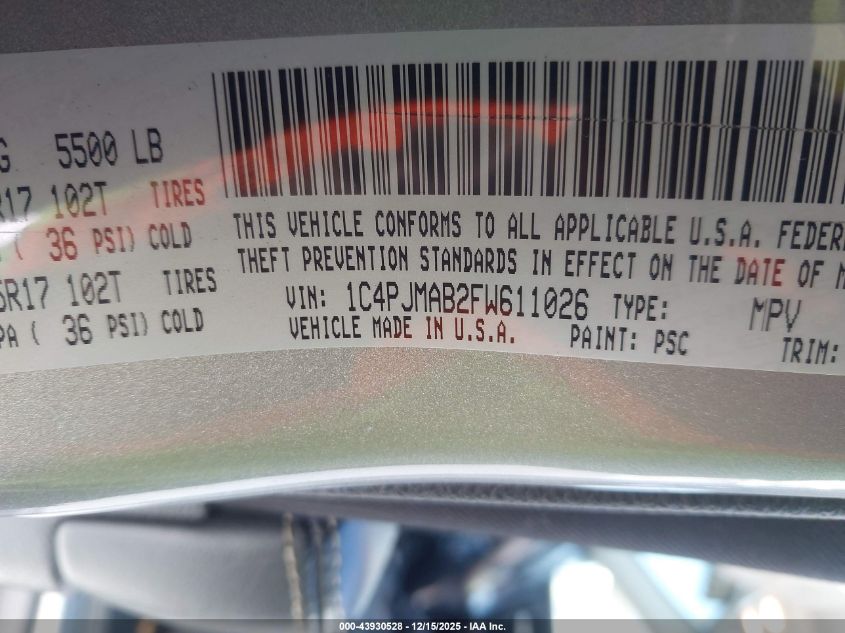 G 5500 LB
R17 102T TIRES
( 36 PSI) COLD
5R17 102T TIRES
PA ( 36 PSI) COLD
THIS VEHICLE CONFORMS TO ALL APPLICABLE U.S.A. FEDER
THEFT PREVENTION STANDARDS IN EFFECT ON THE DATE OF M
VIN: 1C4PJMAB2FW611026 TYPE: MPV
VEHICLE MADE IN U.S.A. PAINT: PSC TRIM:
000-43930528 - 12/15/2025 - IAA Inc.